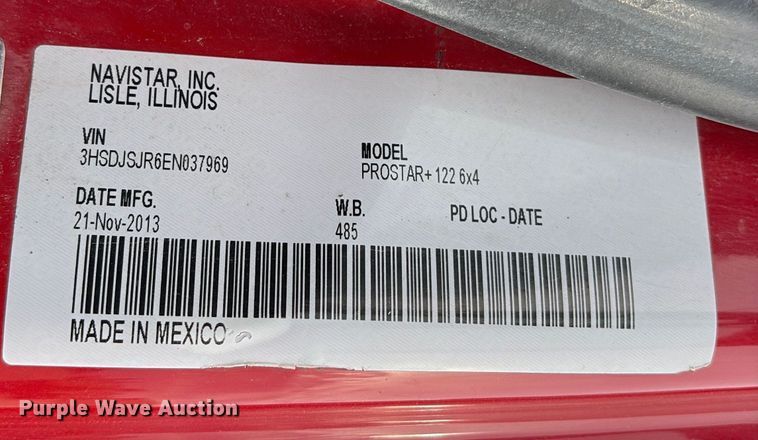 NAVISTAR, INC.
LISLE, ILLINOIS
VIN
3HSDJSJR6EN037969
MODEL
PROSTAR+ 122 6x4
DATE MFG.
21-Nov-2013
W.B.
485
PD LOC - DATE
MADE IN MEXICO
Purple Wave Auction